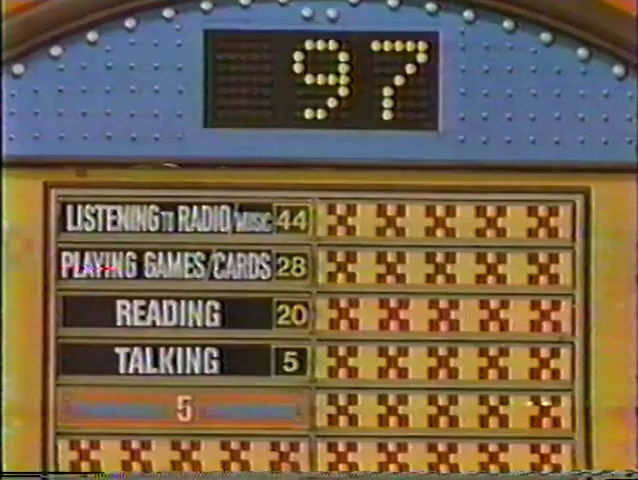 97
LISTENING TO RADIO/MUSIC 44
PLAYING GAMES/CARDS 28
READING 20
TALKING 5
5